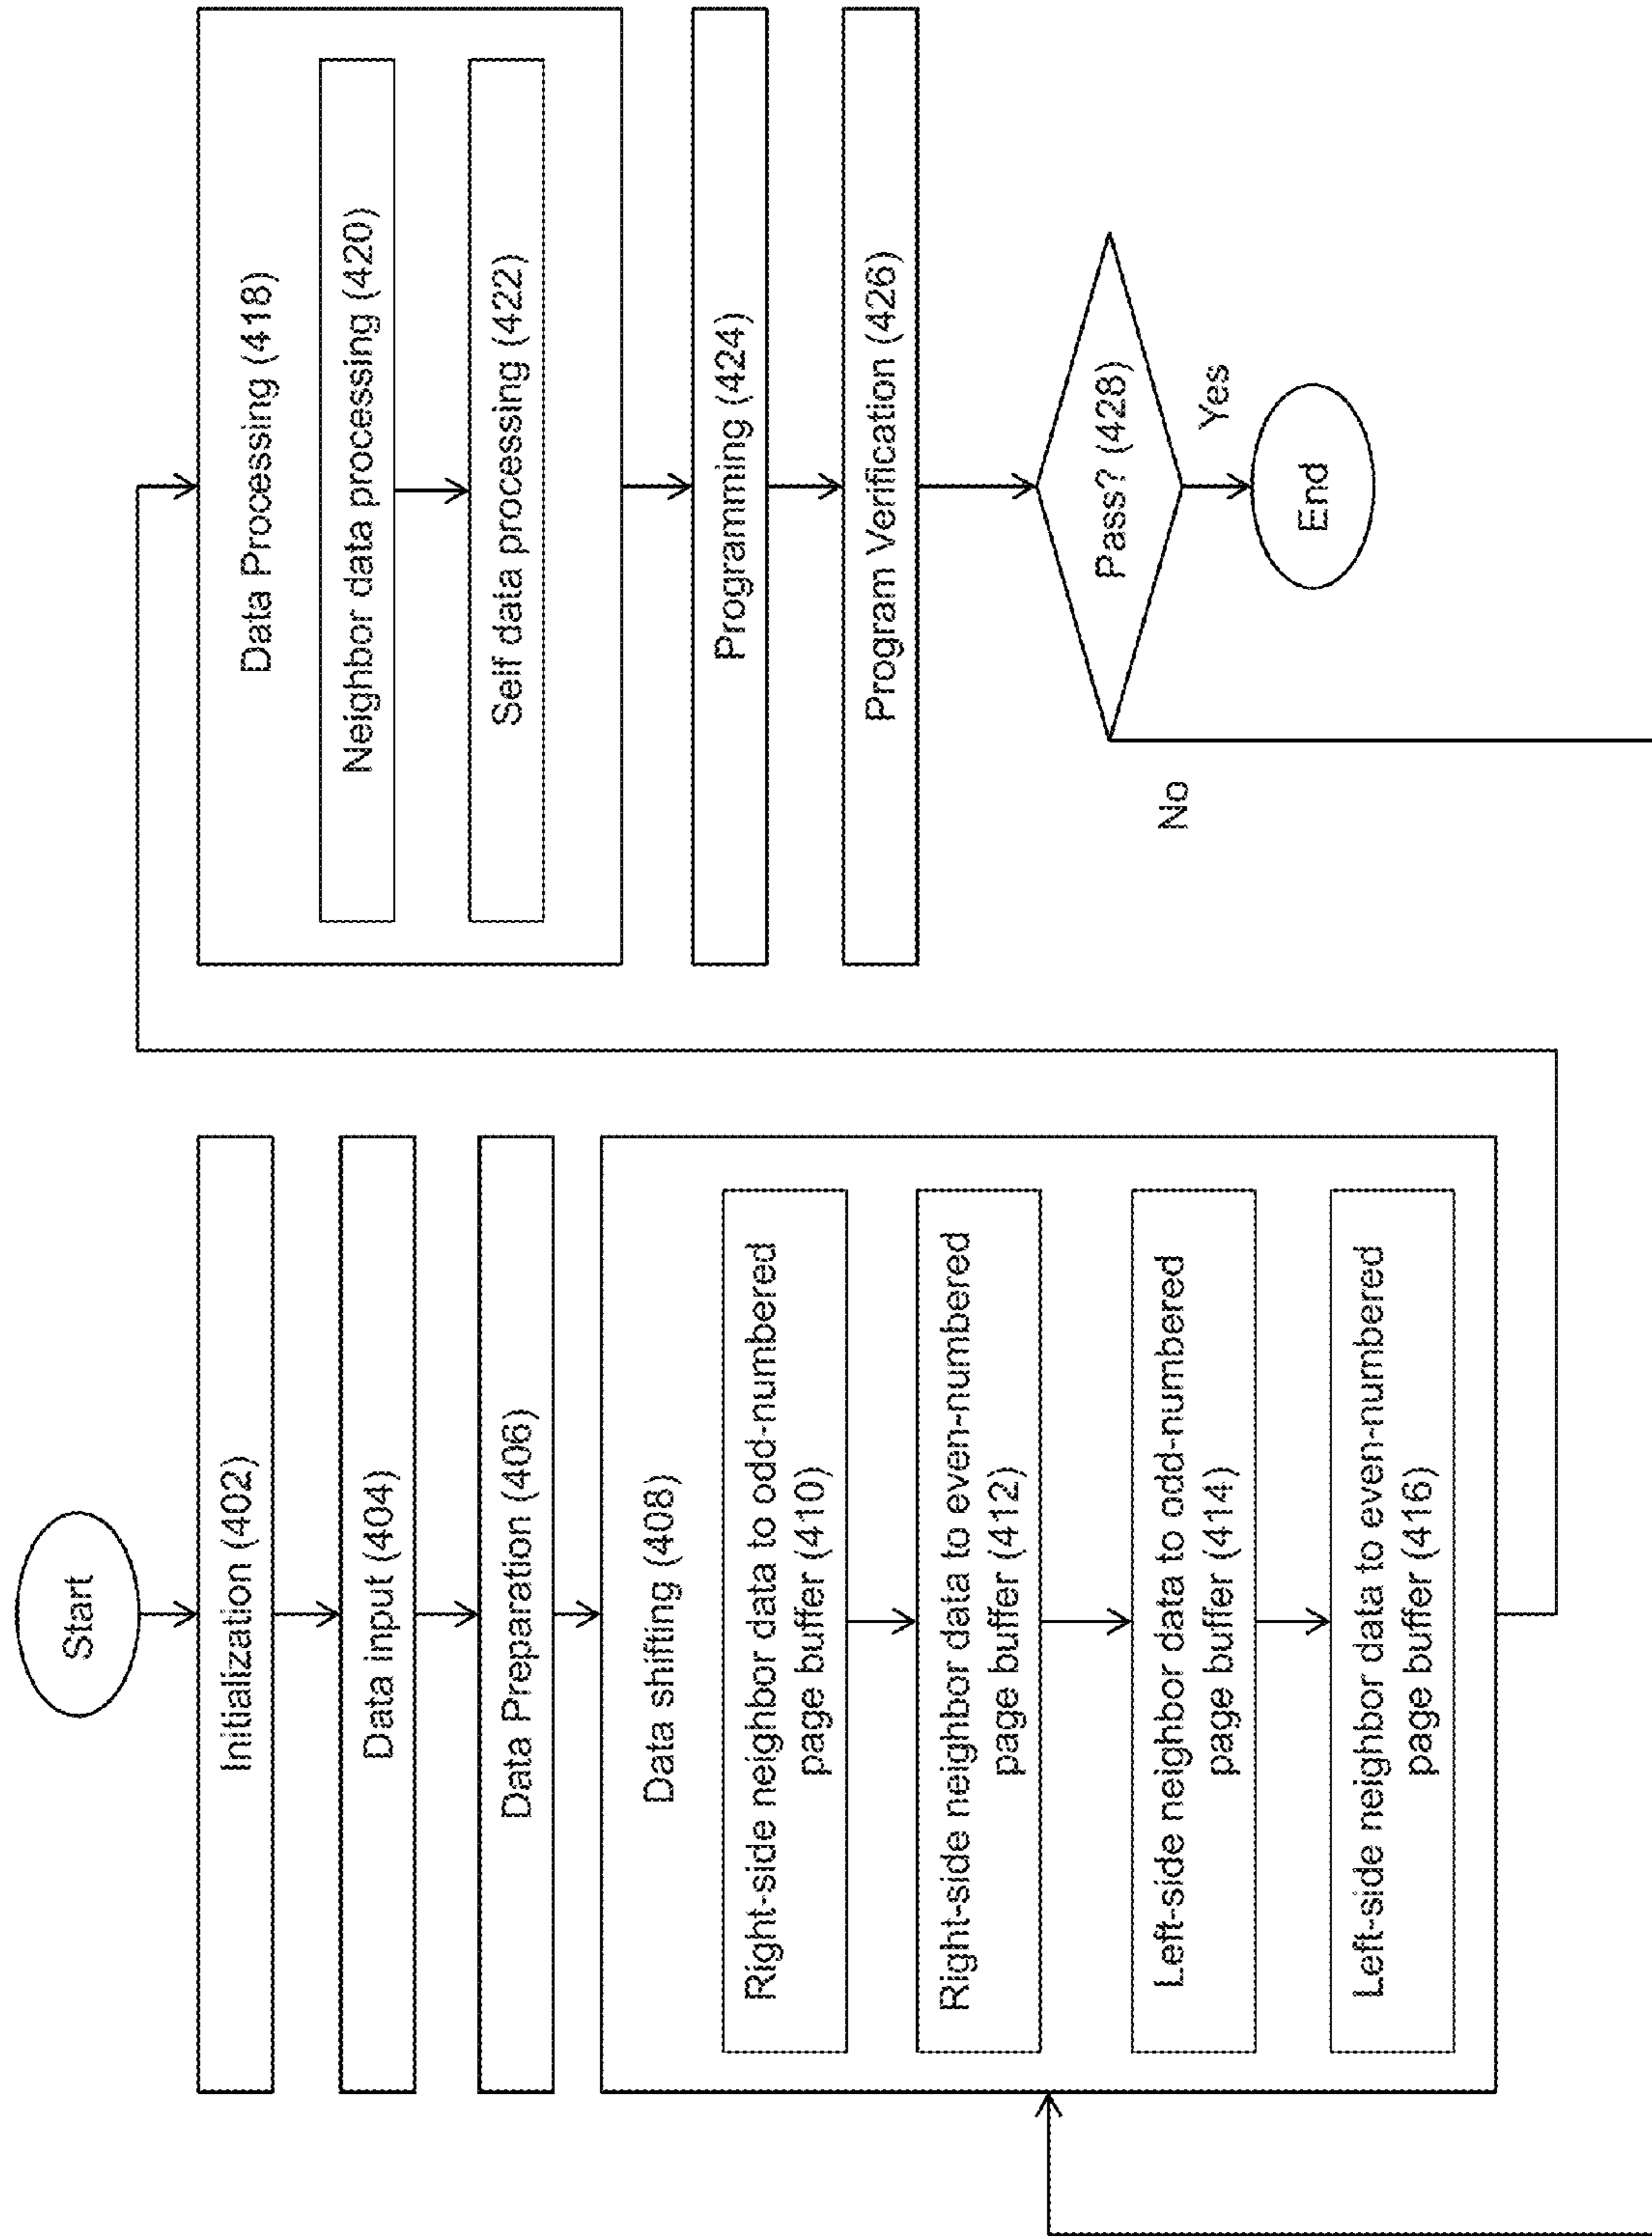 Start
Initialization (402)
Data input (404)
Data Preparation (406)
Data shifting (408)
Right-side neighbor data to odd-numbered
page buffer (410)
Right-side neighbor data to even-numbered
page buffer (412)
Left-side neighbor data to odd-numbered
page buffer (414)
Left-side neighbor data to even-numbered
page buffer (416)
Data Processing (418)
Neighbor data processing (420)
Self data processing (422)
Programming (424)
Program Verification (426)
Pass? (428)
No
Yes
End